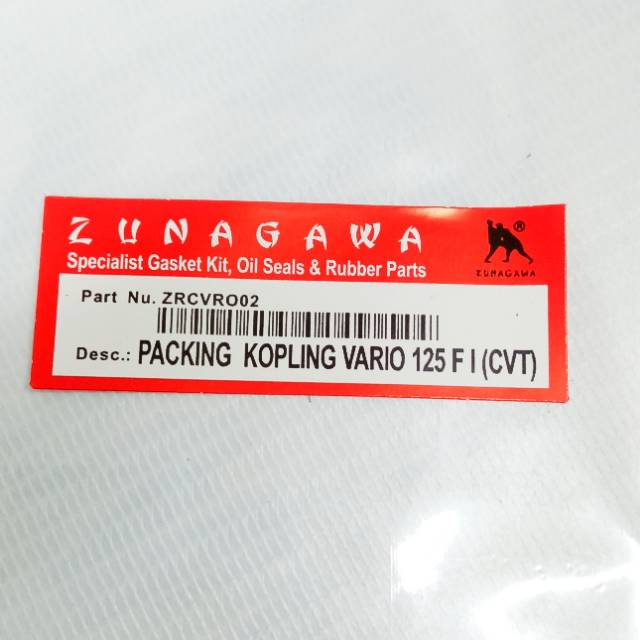 ZUNAGAWA
®
ZUNAGAWA
Specialist Gasket Kit, Oil Seals & Rubber Parts
Part Nu. ZRCVRO02
Desc.: PACKING KOPLING VARIO 125 F I (CVT)